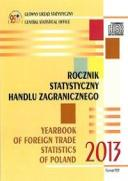 GŁÓWNY URZĄD STATYSTYCZNY
CENTRAL STATISTICAL OFFICE
ROCZNIK
STATYSTYCZNY
HANDLU ZAGRANICZNEGO
YEARBOOK
OF FOREIGN TRADE
STATISTICS
OF POLAND
2013